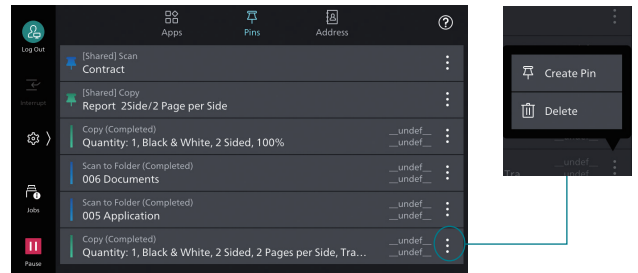 Apps
Pins
Address
Log Out
Interrupt
Jobs
Pause
[Shared] Scan
Contract
[Shared] Copy
Report 2Side/2 Page per Side
Copy (Completed)
__undef__
Quantity: 1, Black & White, 2 Sided, 100%
__undef__
Scan to Folder (Completed)
__undef__
006 Documents
__undef__
Scan to Folder (Completed)
__undef__
005 Application
__undef__
Copy (Completed)
__undef__
Quantity: 1, Black & White, 2 Sided, 2 Pages per Side, Tra...
__undef__
Create Pin
Delete
__undef__
Tra... __undef__